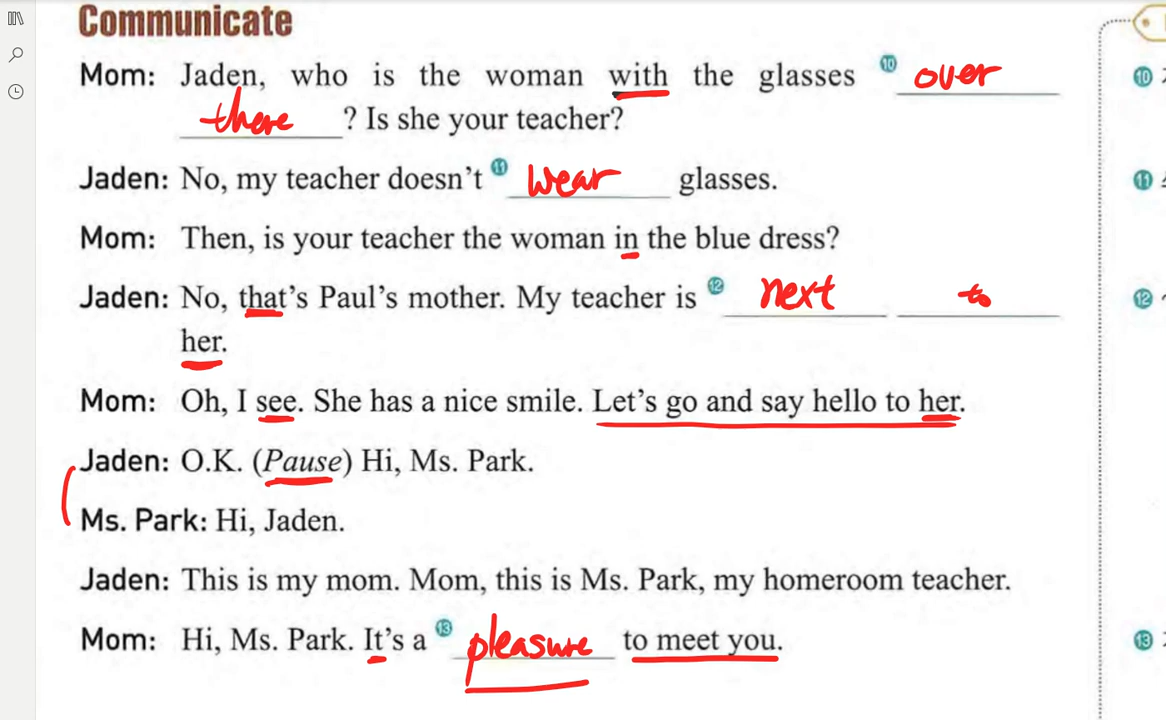 Communicate
Mom: Jaden, who is the woman with the glasses ⑩ over
there ? Is she your teacher?
Jaden: No, my teacher doesn't ⑪ wear glasses.
Mom: Then, is your teacher the woman in the blue dress?
Jaden: No, that's Paul's mother. My teacher is ⑫ next to
her.
Mom: Oh, I see. She has a nice smile. Let's go and say hello to her.
Jaden: O.K. (Pause) Hi, Ms. Park.
Ms. Park: Hi, Jaden.
Jaden: This is my mom. Mom, this is Ms. Park, my homeroom teacher.
Mom: Hi, Ms. Park. It's a ⑬ pleasure to meet you.
⑩
⑪
⑫
⑬